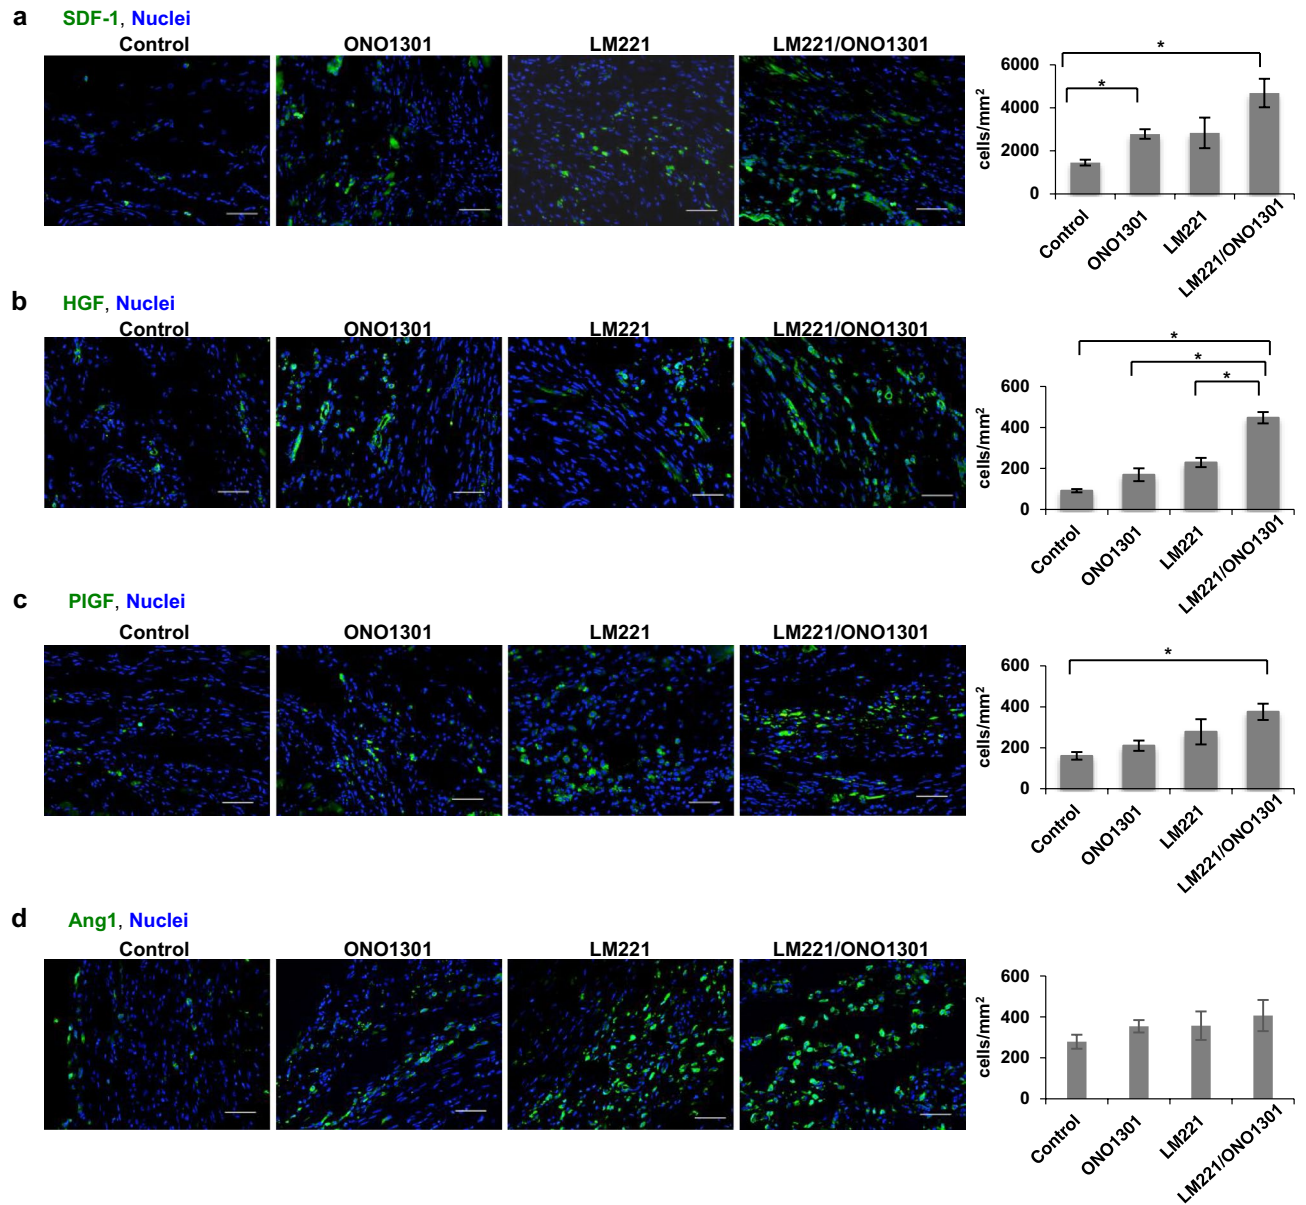 a SDF-1, Nuclei
Control ONO1301 LM221 LM221/ONO1301
*
*
6000
4000
2000
0
cells/mm²
Control
ONO1301
LM221
LM221/ONO1301
b HGF, Nuclei
Control ONO1301 LM221 LM221/ONO1301
*
*
*
600
400
200
0
cells/mm²
Control
ONO1301
LM221
LM221/ONO1301
c PIGF, Nuclei
Control ONO1301 LM221 LM221/ONO1301
*
600
400
200
0
cells/mm²
Control
ONO1301
LM221
LM221/ONO1301
d Ang1, Nuclei
Control ONO1301 LM221 LM221/ONO1301
600
400
200
0
cells/mm²
Control
ONO1301
LM221
LM221/ONO1301